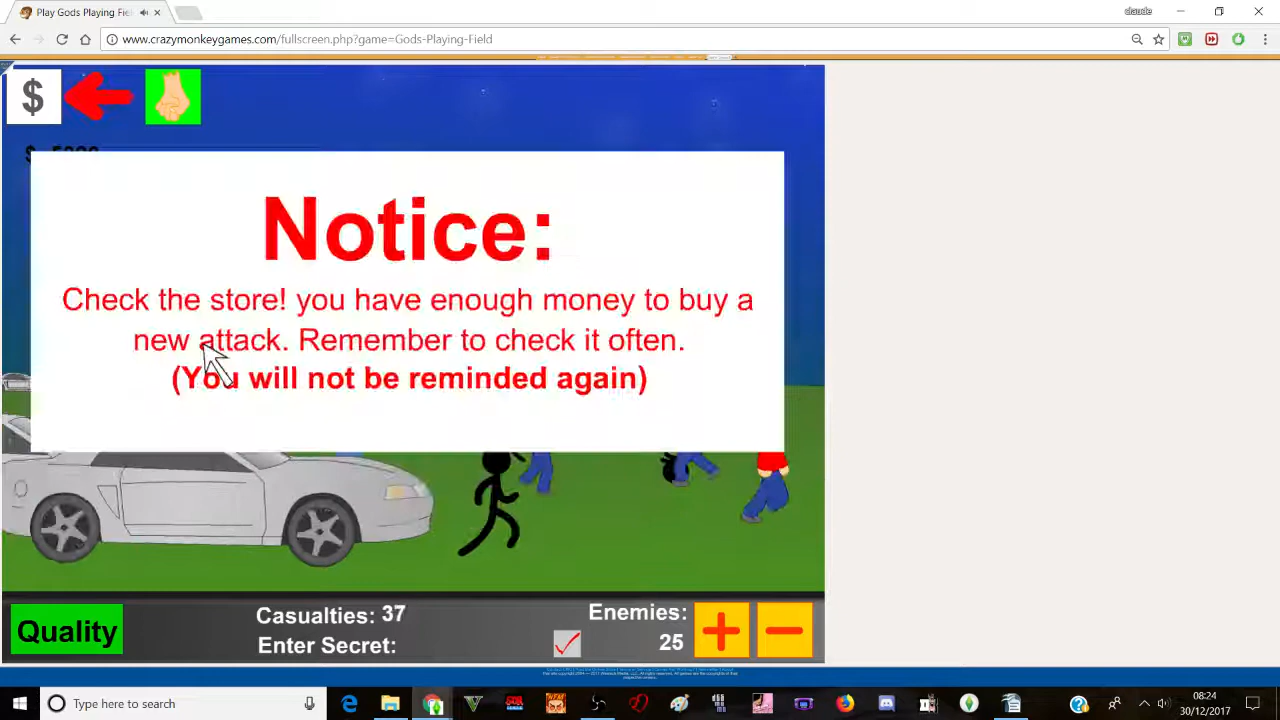 Play Gods Playing Fiel
claude
www.crazymonkeygames.com/fullscreen.php?game=Gods-Playing-Field
$
Notice:
Check the store! you have enough money to buy a
new attack. Remember to check it often.
(You will not be reminded again)
Quality
Casualties: 37
Enter Secret:
Enemies:
25
Type here to search
08:24
30/12/2017